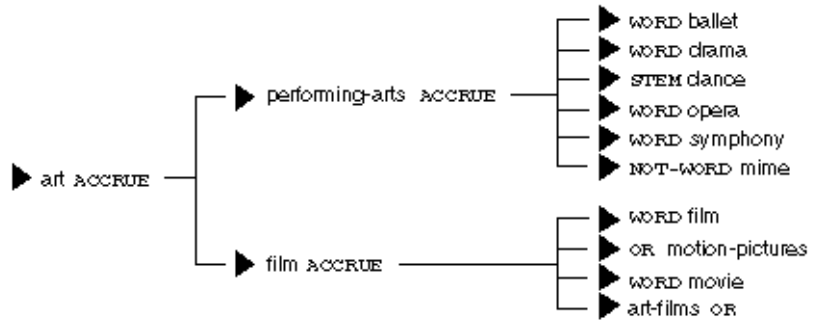 WORD ballet
WORD drama
STEM dance
performing-arts ACCRUE
WORD opera
WORD symphony
NOT-WORD mime
art ACCRUE
WORD film
OR motion-pictures
film ACCRUE
WORD movie
art-films OR